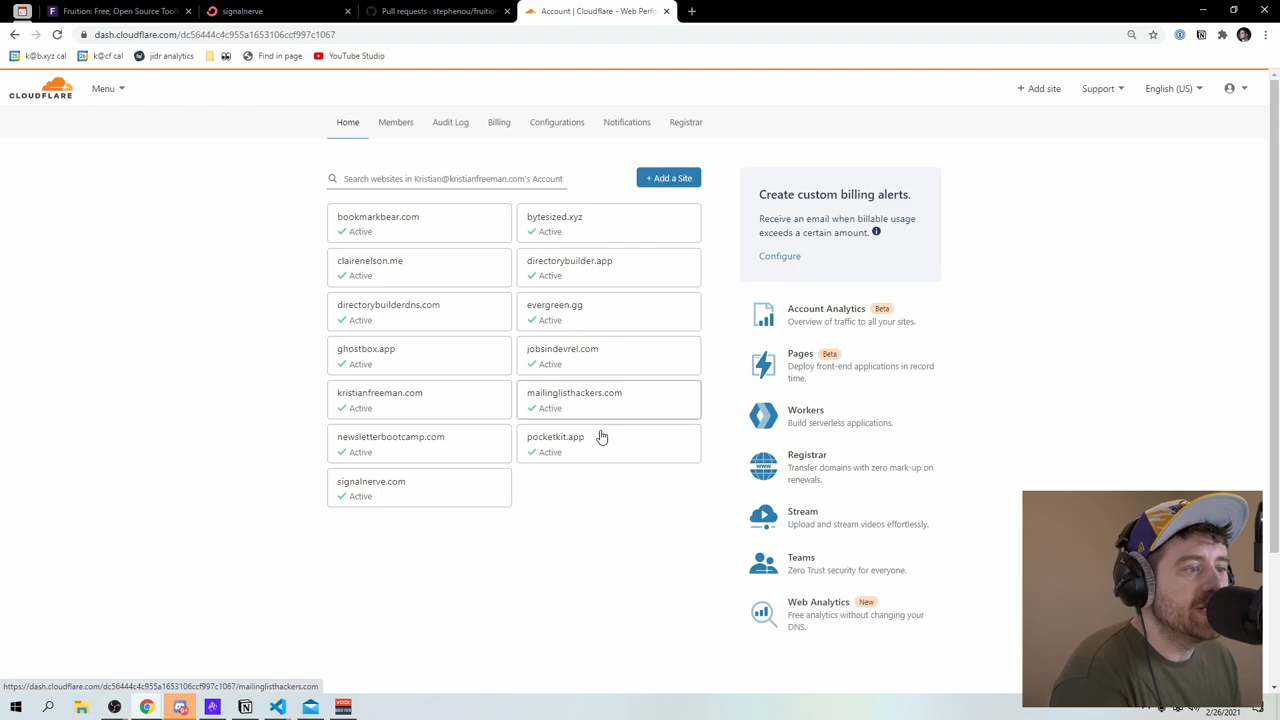 Fruition: Free, Open Source Toolk
signalnerve
Pull requests · stephenou/fruition
Account | Cloudflare - Web Perfo
dash.cloudflare.com/dc56444c4c955a1653106ccf997c1067
k@b.xyz cal
k@cf cal
jidr analytics
Find in page
YouTube Studio
CLOUDFLARE
Menu
+ Add site
Support
English (US)
Home
Members
Audit Log
Billing
Configurations
Notifications
Registrar
Search websites in Kristian@kristianfreeman.com's Account
+ Add a Site
bookmarkbear.com
Active
bytesized.xyz
Active
clairenelson.me
Active
directorybuilder.app
Active
directorybuilderdns.com
Active
evergreen.gg
Active
ghostbox.app
Active
jobsindevrel.com
Active
kristianfreeman.com
Active
mailinglisthackers.com
Active
newsletterbootcamp.com
Active
pocketkit.app
Active
signalnerve.com
Active
Create custom billing alerts.
Receive an email when billable usage
exceeds a certain amount.
Configure
Account Analytics Beta
Overview of traffic to all your sites.
Pages Beta
Deploy front-end applications in record
time.
Workers
Build serverless applications.
Registrar
Transfer domains with zero mark-up on
renewals.
Stream
Upload and stream videos effortlessly.
Teams
Zero Trust security for everyone.
Web Analytics New
Free analytics without changing your
DNS.
https://dash.cloudflare.com/dc56444c4c955a1653106ccf997c1067/mailinglisthackers.com
2/26/2021